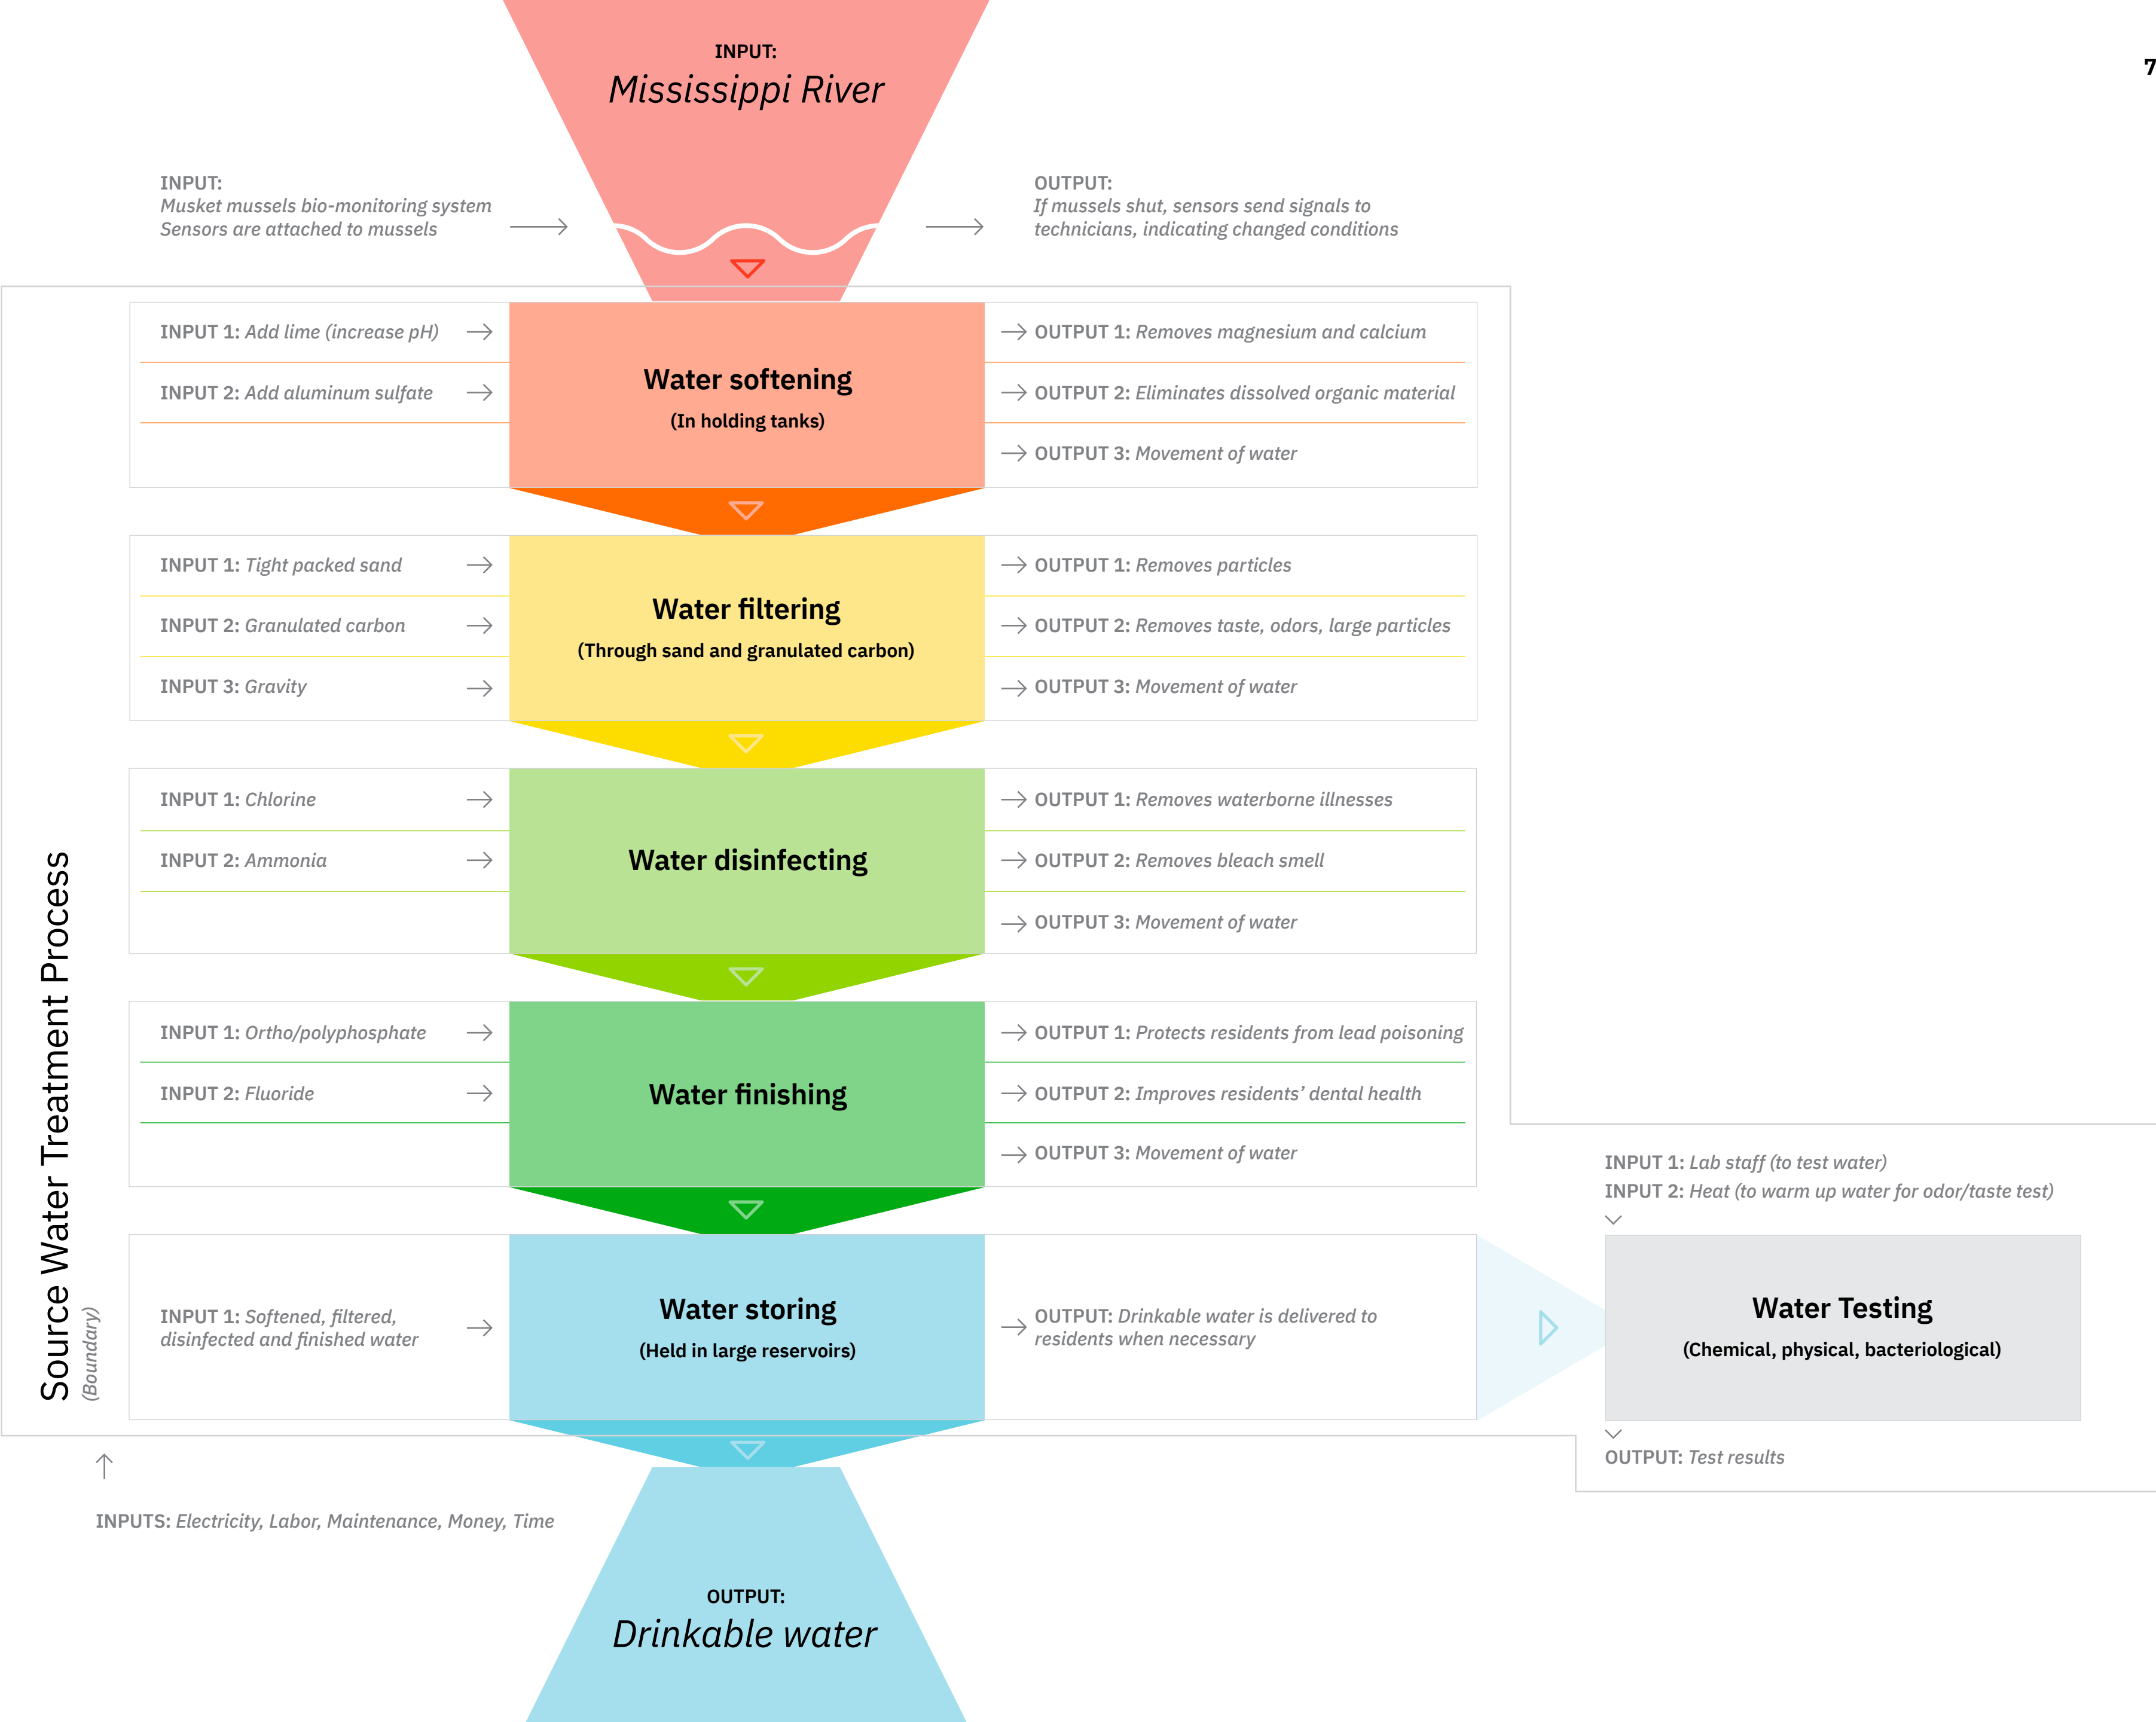 INPUT:
Mississippi River
7
INPUT:
Musket mussels bio-monitoring system
Sensors are attached to mussels
OUTPUT:
If mussels shut, sensors send signals to
technicians, indicating changed conditions
Source Water Treatment Process
(Boundary)
INPUT 1: Add lime (increase pH)
INPUT 2: Add aluminum sulfate
Water softening
(In holding tanks)
OUTPUT 1: Removes magnesium and calcium
OUTPUT 2: Eliminates dissolved organic material
OUTPUT 3: Movement of water
INPUT 1: Tight packed sand
INPUT 2: Granulated carbon
INPUT 3: Gravity
Water filtering
(Through sand and granulated carbon)
OUTPUT 1: Removes particles
OUTPUT 2: Removes taste, odors, large particles
OUTPUT 3: Movement of water
INPUT 1: Chlorine
INPUT 2: Ammonia
Water disinfecting
OUTPUT 1: Removes waterborne illnesses
OUTPUT 2: Removes bleach smell
OUTPUT 3: Movement of water
INPUT 1: Ortho/polyphosphate
INPUT 2: Fluoride
Water finishing
OUTPUT 1: Protects residents from lead poisoning
OUTPUT 2: Improves residents’ dental health
OUTPUT 3: Movement of water
INPUT 1: Softened, filtered,
disinfected and finished water
Water storing
(Held in large reservoirs)
OUTPUT: Drinkable water is delivered to
residents when necessary
INPUT 1: Lab staff (to test water)
INPUT 2: Heat (to warm up water for odor/taste test)
Water Testing
(Chemical, physical, bacteriological)
OUTPUT: Test results
INPUTS: Electricity, Labor, Maintenance, Money, Time
OUTPUT:
Drinkable water